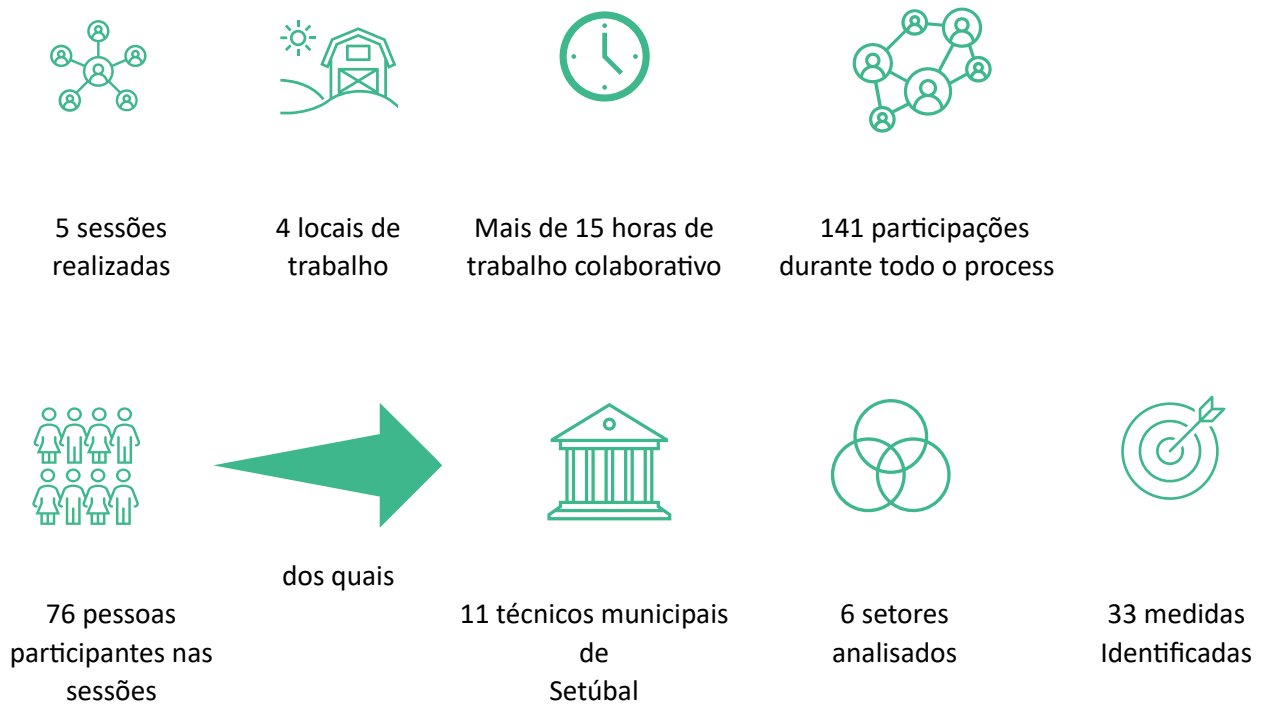 5 sessões
realizadas
4 locais de
trabalho
Mais de 15 horas de
trabalho colaborativo
141 participações
durante todo o process
76 pessoas
participantes nas
sessões
dos quais
11 técnicos municipais
de
Setúbal
6 setores
analisados
33 medidas
Identificadas